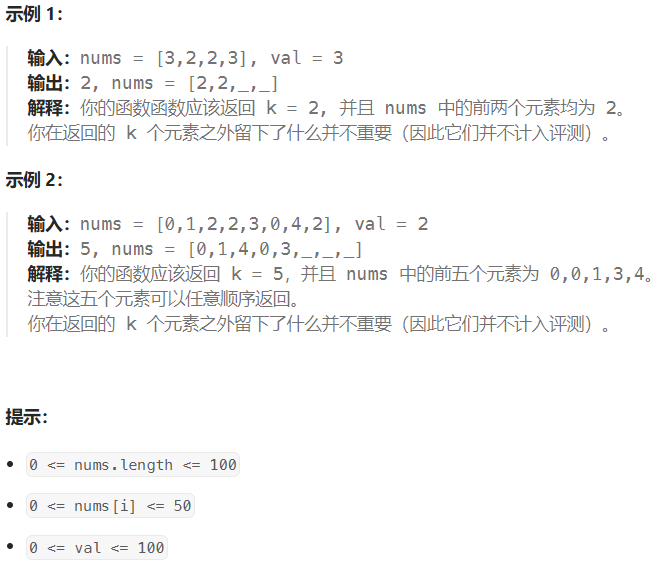 示例 1：
输入：nums = [3,2,2,3], val = 3
输出：2, nums = [2,2,_,_]
解释：你的函数函数应该返回 k = 2, 并且 nums 中的前两个元素均为 2。
你在返回的 k 个元素之外留下了什么并不重要（因此它们并不计入评测）。
示例 2：
输入：nums = [0,1,2,2,3,0,4,2], val = 2
输出：5, nums = [0,1,4,0,3,_,_,_]
解释：你的函数应该返回 k = 5，并且 nums 中的前五个元素为 0,0,1,3,4。
注意这五个元素可以任意顺序返回。
你在返回的 k 个元素之外留下了什么并不重要（因此它们并不计入评测）。
提示：
• 0 <= nums.length <= 100
• 0 <= nums[i] <= 50
• 0 <= val <= 100